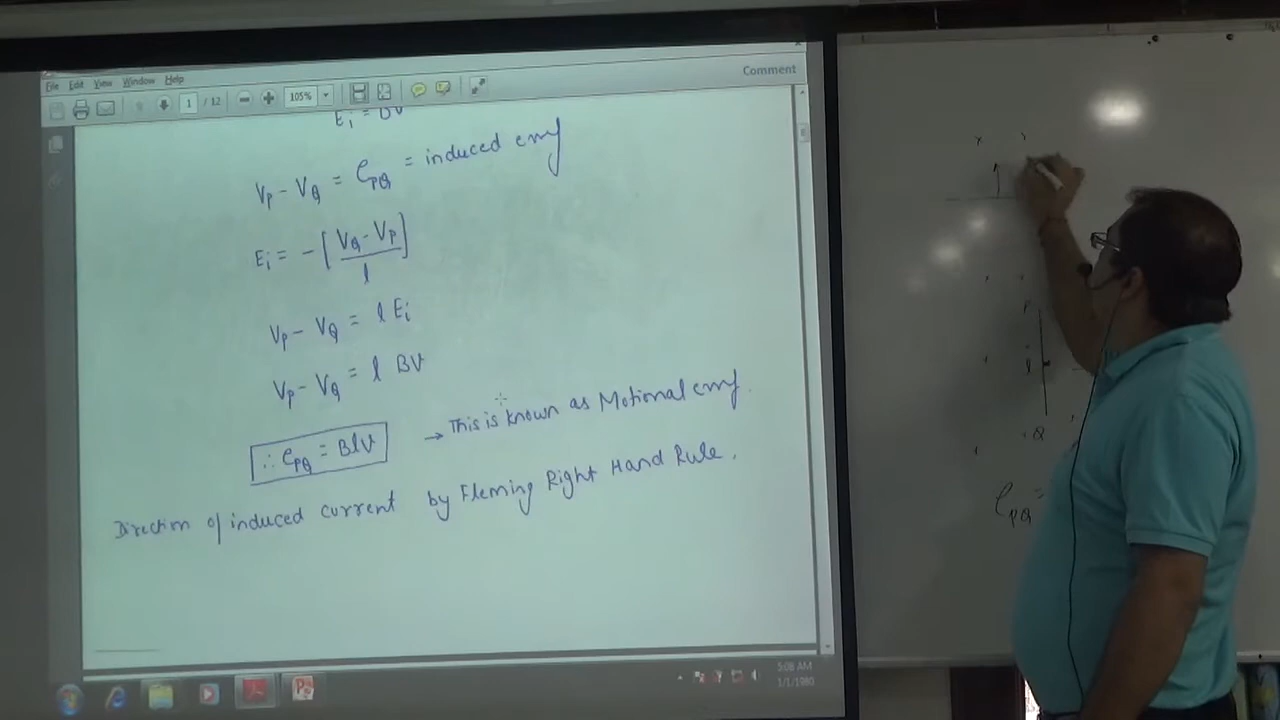 File Edit View Window Help
Comment
1 / 12 105%
E_i = BV
V_P - V_Q = e_PQ = induced emf
E_i = -[(V_Q - V_P)/l]
V_P - V_Q = l E_i
V_P - V_Q = l BV
∴ e_PQ = BlV → This is known as Motional emf.
Direction of induced current by Fleming Right Hand Rule.
Q
e_PQ =
5:08 AM
1/1/1980